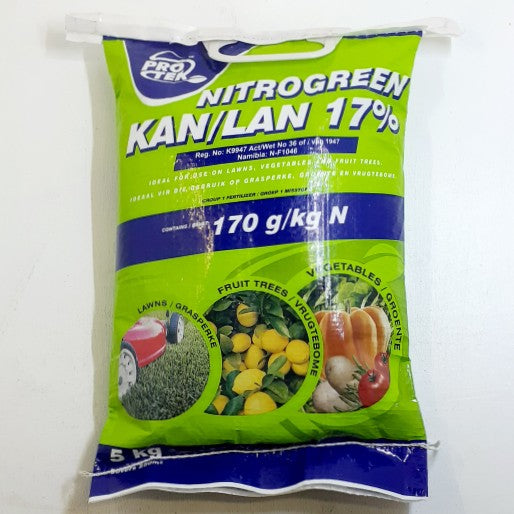 PRO
TEK
NITROGREEN
KAN/LAN 17%
Reg. No: K9947 Act/Wet No 36 of / van 1947
Namibia: N-F1046
IDEAL FOR USE ON LAWNS, VEGETABLES AND FRUIT TREES.
IDEAAL VIR DIE GEBRUIK OP GRASPERKE, GROENTE EN VRUGTEBOME.
GROUP 1 FERTILIZER / GROEP 1 MISSTOF
CONTAINS /
170 g/kg N
LAWNS / GRASPERKE
FRUIT TREES / VRUGTEBOME
VEGETABLES / GROENTE
5 kg